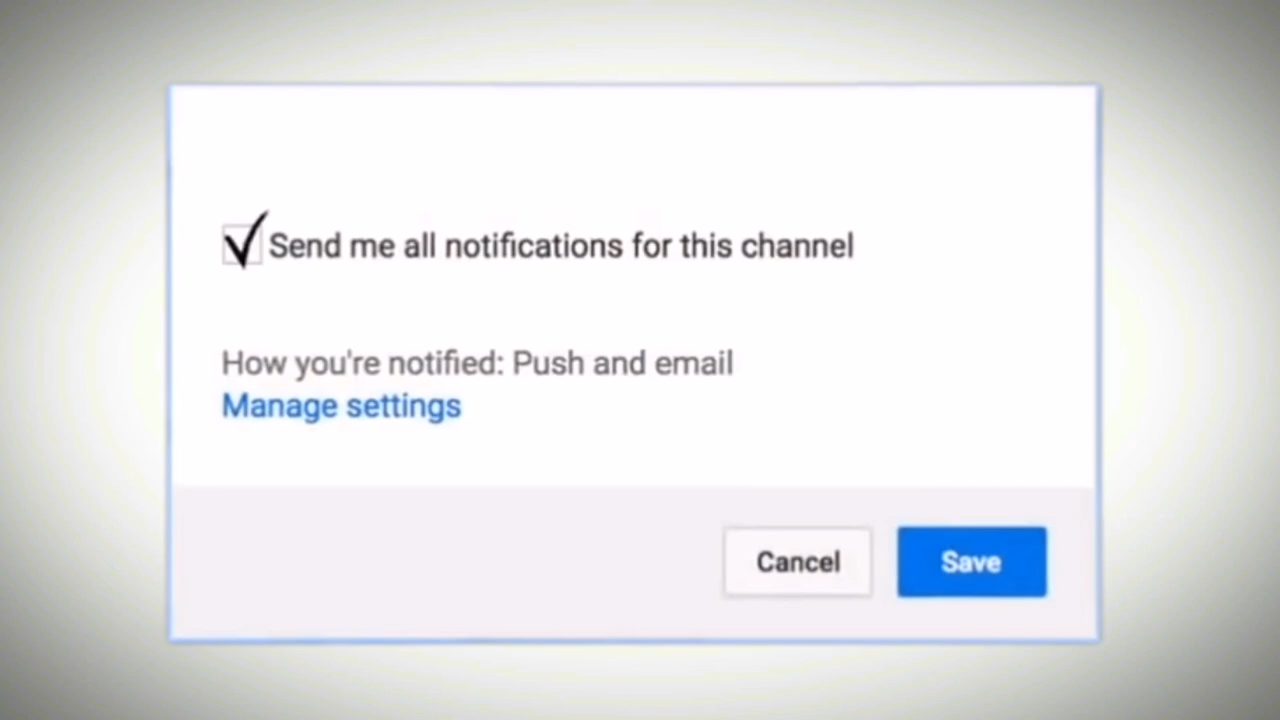 Send me all notifications for this channel
How you're notified: Push and email
Manage settings
Cancel
Save